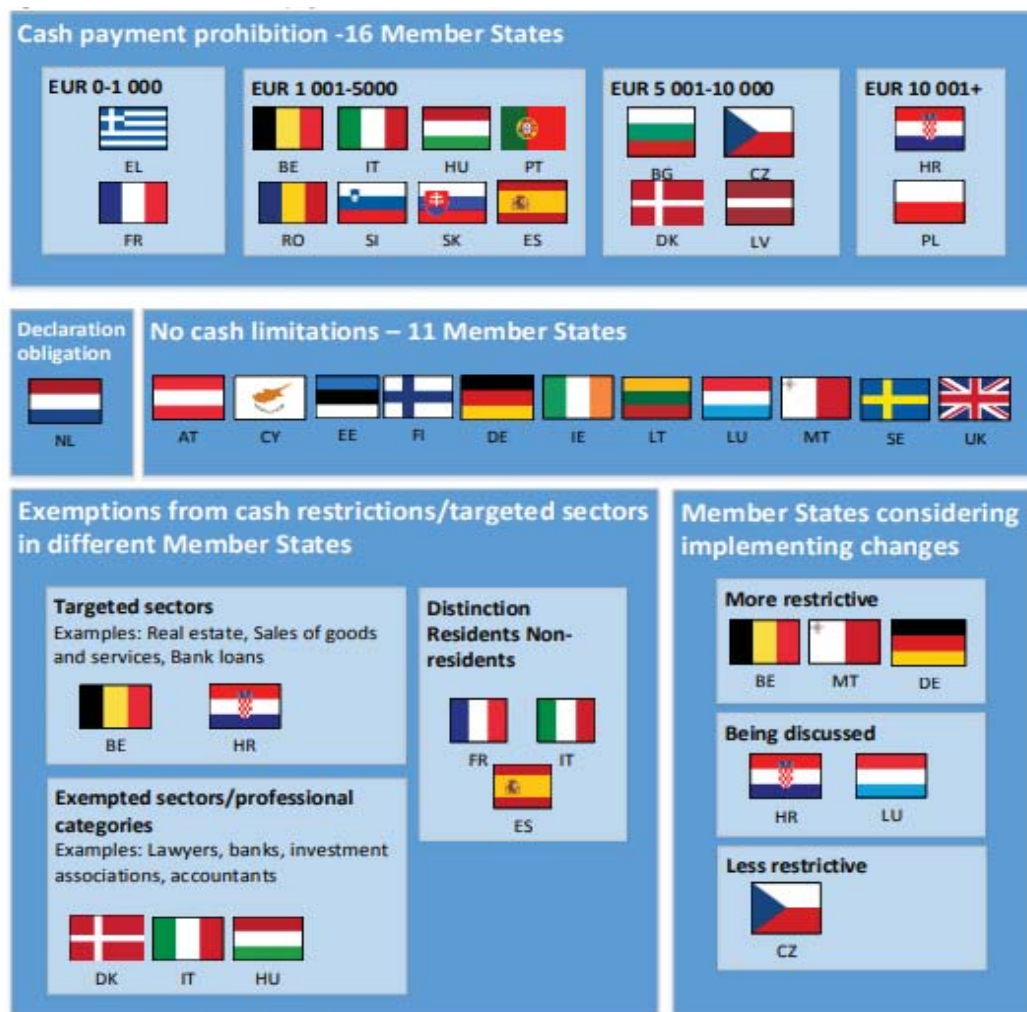 Cash payment prohibition -16 Member States
EUR 0-1 000
EL
FR
EUR 1 001-5000
BE IT HU PT
RO SI SK ES
EUR 5 001-10 000
BG CZ
DK LV
EUR 10 001+
HR
PL
Declaration
obligation
NL
No cash limitations – 11 Member States
AT CY EE FI DE IE LT LU MT SE UK
Exemptions from cash restrictions/targeted sectors
in different Member States
Targeted sectors
Examples: Real estate, Sales of goods
and services, Bank loans
BE HR
Exempted sectors/professional
categories
Examples: Lawyers, banks, investment
associations, accountants
DK IT HU
Distinction
Residents Non-
residents
FR IT
ES
Member States considering
implementing changes
More restrictive
BE MT DE
Being discussed
HR LU
Less restrictive
CZ